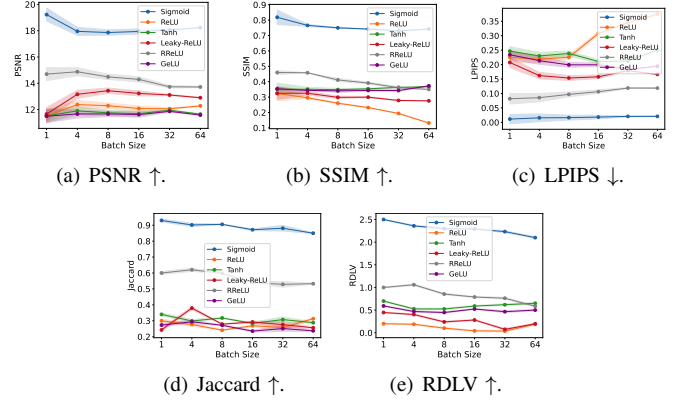 PSNR
18
16
14
12
Sigmoid
ReLU
Tanh
Leaky-ReLU
RReLU
GeLU
1 4 8 16 32 64
Batch Size
(a) PSNR ↑.
SSIM
0.9
0.8
0.7
0.6
0.5
0.4
0.3
0.2
0.1
Sigmoid
ReLU
Tanh
Leaky-ReLU
RReLU
GeLU
1 4 8 16 32 64
Batch Size
(b) SSIM ↑.
LPIPS
0.35
0.30
0.25
0.20
0.15
0.10
0.05
0.00
Sigmoid
ReLU
Tanh
Leaky-ReLU
RReLU
GeLU
1 4 8 16 32 64
Batch Size
(c) LPIPS ↓.
Jaccard
0.9
0.8
0.7
0.6
0.5
0.4
0.3
0.2
Sigmoid
ReLU
Tanh
Leaky-ReLU
RReLU
GeLU
1 4 8 16 32 64
Batch Size
(d) Jaccard ↑.
RDLV
2.5
2.0
1.5
1.0
0.5
0.0
Sigmoid
ReLU
Tanh
Leaky-ReLU
RReLU
GeLU
1 4 8 16 32 64
Batch Size
(e) RDLV ↑.